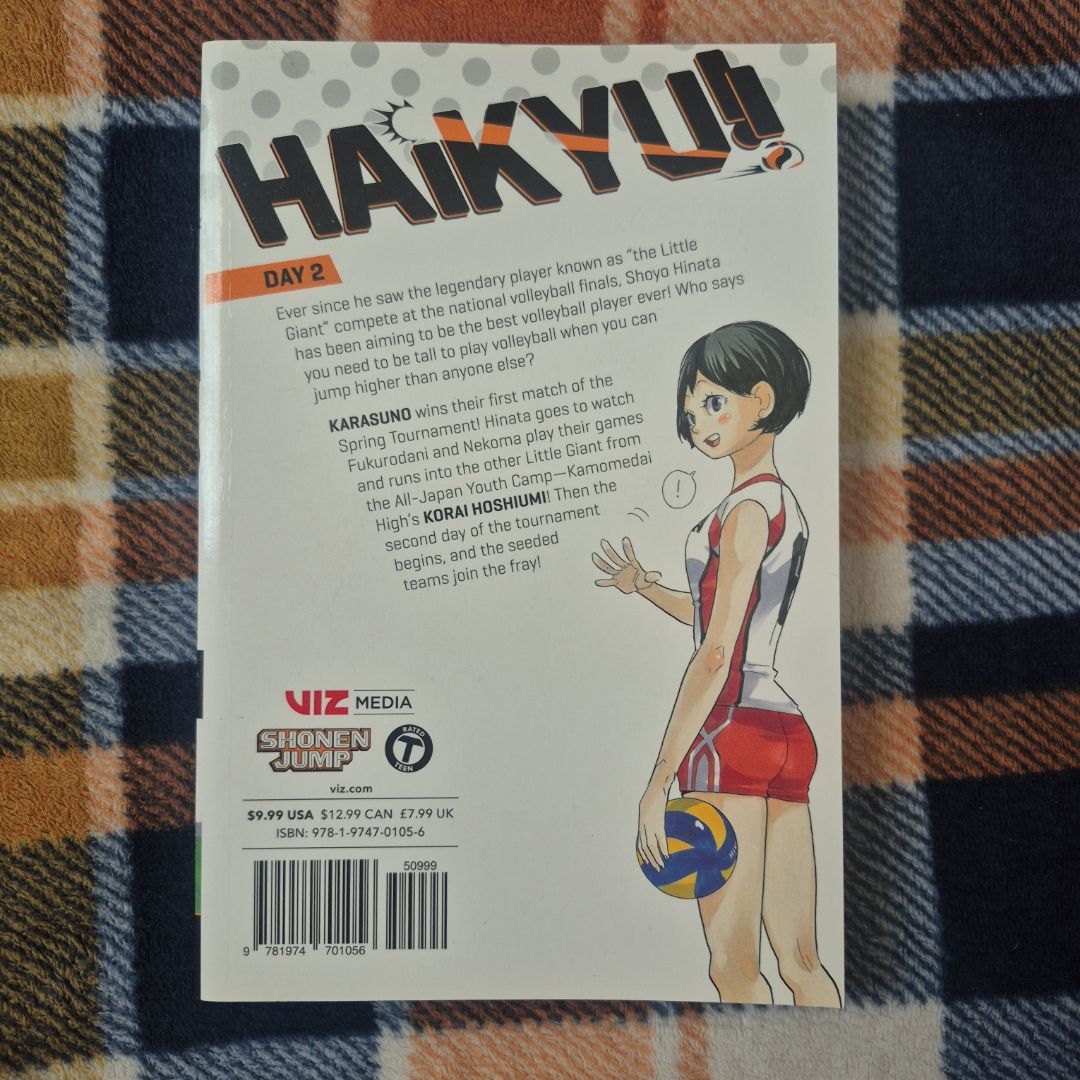 HAIKYU!!
DAY 2
Ever since he saw the legendary player known as “the Little
Giant” compete at the national volleyball finals, Shoyo Hinata
has been aiming to be the best volleyball player ever! Who says
you need to be tall to play volleyball when you can
jump higher than anyone else?
KARASUNO wins their first match of the
Spring Tournament! Hinata goes to watch
Fukurodani and Nekoma play their games
and runs into the other Little Giant from
the All-Japan Youth Camp—Kamomedai
High's KORAI HOSHIUMI! Then the
second day of the tournament
begins, and the seeded
teams join the fray!
!
VIZ MEDIA
SHONEN
JUMP
RATED
T
TEEN
viz.com
$9.99 USA $12.99 CAN £7.99 UK
ISBN: 978-1-9747-0105-6
50999
9 781974 701056